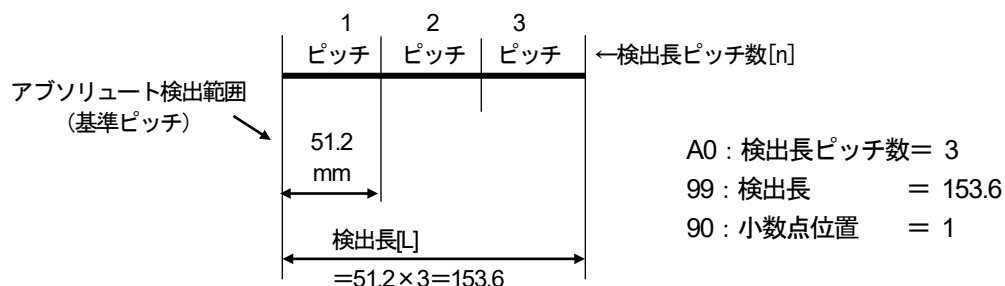 1 2 3
ピッチ ピッチ ピッチ ←検出長ピッチ数[n]
アブソリュート検出範囲
（基準ピッチ）
51.2
mm
検出長[L]
＝51.2×3＝153.6
A0：検出長ピッチ数＝ 3
99：検出長 ＝ 153.6
90：小数点位置 ＝ 1